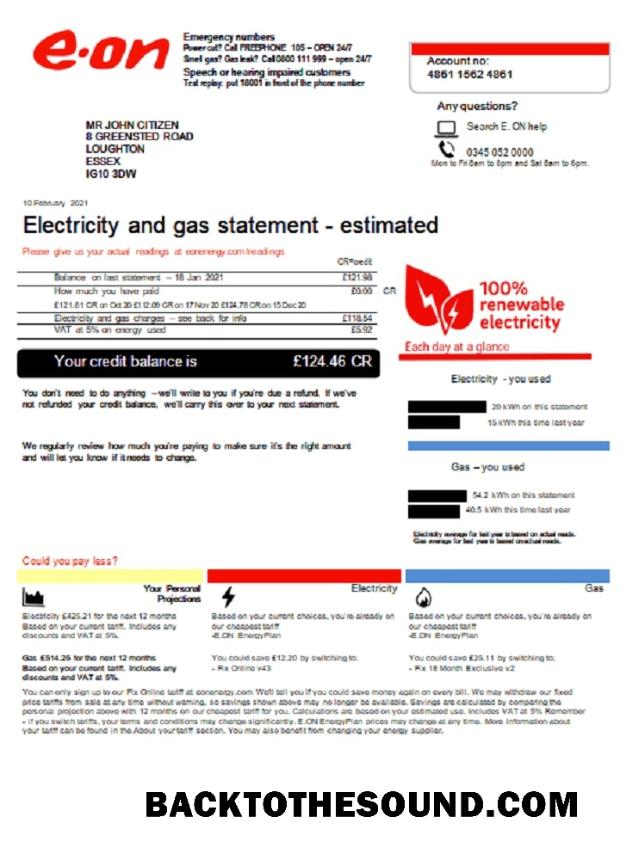 e·on
Emergency numbers
Power cut? Call FREEPHONE 105 – OPEN 24/7
Smell gas? Gas leak? Call 0800 111 999 – open 24/7
Speech or hearing impaired customers
Text replay: put 18001 in front of the phone number
Account no:
4861 1562 4861
Any questions?
Search E. ON help
0345 052 0000
Mon to Fri 8am to 8pm and Sat 8am to 6pm.
MR JOHN CITIZEN
8 GREENSTED ROAD
LOUGHTON
ESSEX
IG10 3DW
10 February 2021
Electricity and gas statement - estimated
Please give us your actual readings at eonenergy.com/readings
CR=credit
Balance on last statement – 18 Jan 2021 £121.98
How much you have paid £0.00 CR
£121.61 CR on Oct 20 £112.09 CR on 17 Nov 20 £124.78 CR on 15 Dec 20
Electricity and gas charges – see back for info £118.54
VAT at 5% on energy used £5.92
Your credit balance is £124.46 CR
You don't need to do anything – we'll write to you if you're due a refund. If we've
not refunded your credit balance, we'll carry this over to your next statement.
We regularly review how much you're paying to make sure it's the right amount
and will let you know if it needs to change.
100%
renewable
electricity
Each day at a glance
Electricity - you used
20 kWh on this statement
15 kWh this time last year
Gas – you used
54.2 kWh on this statement
40.5 kWh this time last year
Electricity average for last year is based on actual reads.
Gas average for last year is based on actual reads.
Could you pay less?
Your Personal
Projections
Electricity £425.21 for the next 12 months
Based on your current tariff. Includes any
discounts and VAT at 5%.
Gas £514.25 for the next 12 months
Based on your current tariff. Includes any
discounts and VAT at 5%.
Electricity
Based on your current choices, you're already on
our cheapest tariff
-E.ON EnergyPlan
You could save £12.20 by switching to:
- Fix Online v43
Gas
Based on your current choices, you're already on
our cheapest tariff
-E.ON EnergyPlan
You could save £25.11 by switching to:
- Fix 18 Month Exclusive v2
You can only sign up to our Fix Online tariff at eonenergy.com We'll tell you if you could save money again on every bill. We may withdraw our fixed
price tariffs from sale at any time without warning, so savings shown above may no longer be available. Savings are calculated by comparing the
personal projection above with 12 months on our cheapest tariff for you. Calculations are based on your estimated use. Includes VAT at 5% Remember
- if you switch tariffs, your terms and conditions may change significantly. E.ON EnergyPlan prices may change at any time. More information about
your tariff can be found in the About your tariff section. You may also benefit from changing your energy supplier.
BACKTOTHESOUND.COM